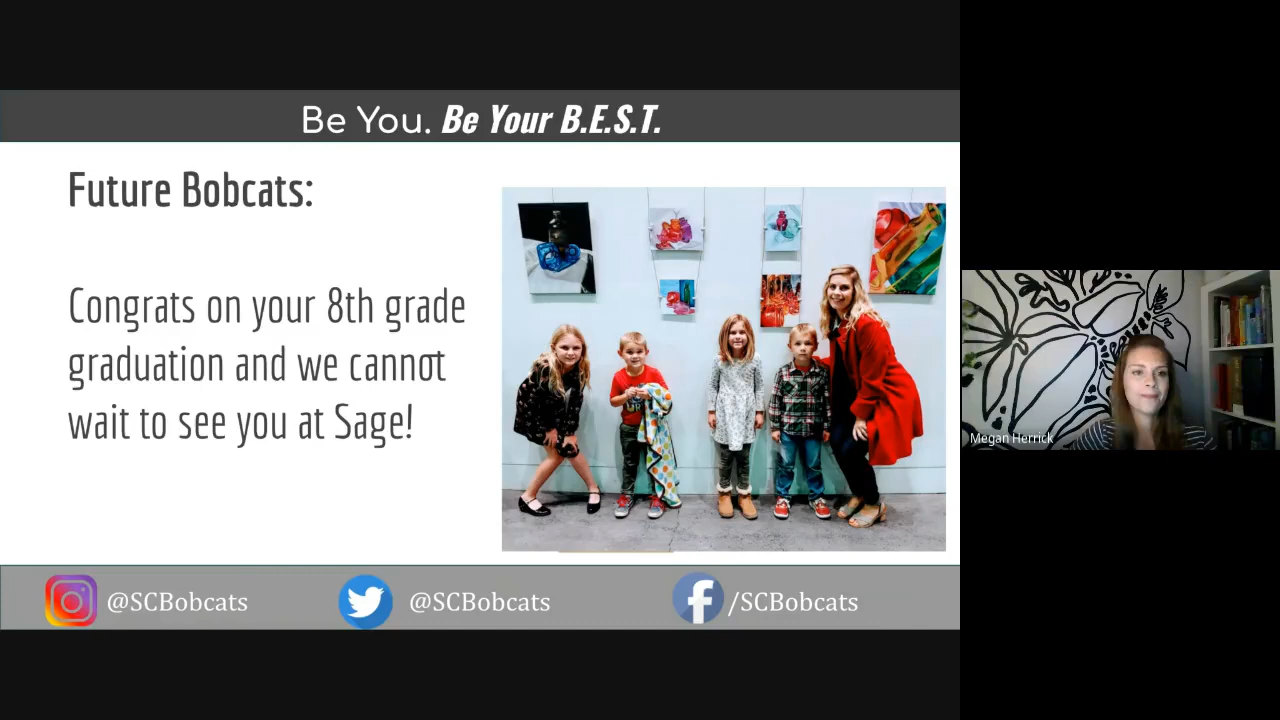 Be You. Be Your B.E.S.T.
Future Bobcats:
Congrats on your 8th grade
graduation and we cannot
wait to see you at Sage!
Megan Herrick
@SCBobcats
@SCBobcats
/SCBobcats